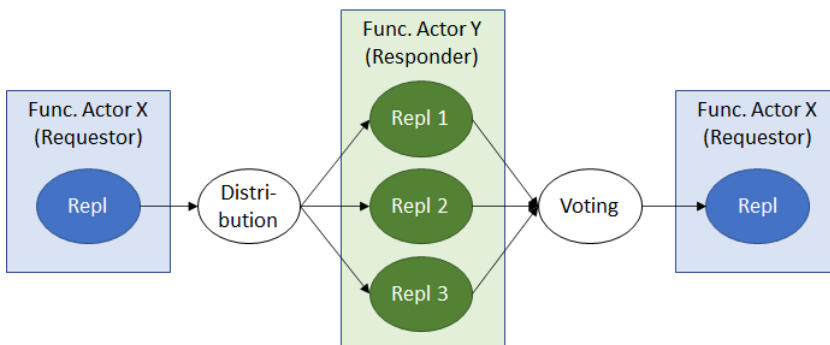 Func. Actor X
(Requestor)
Repl
Distri-
bution
Func. Actor Y
(Responder)
Repl 1
Repl 2
Repl 3
Voting
Func. Actor X
(Requestor)
Repl